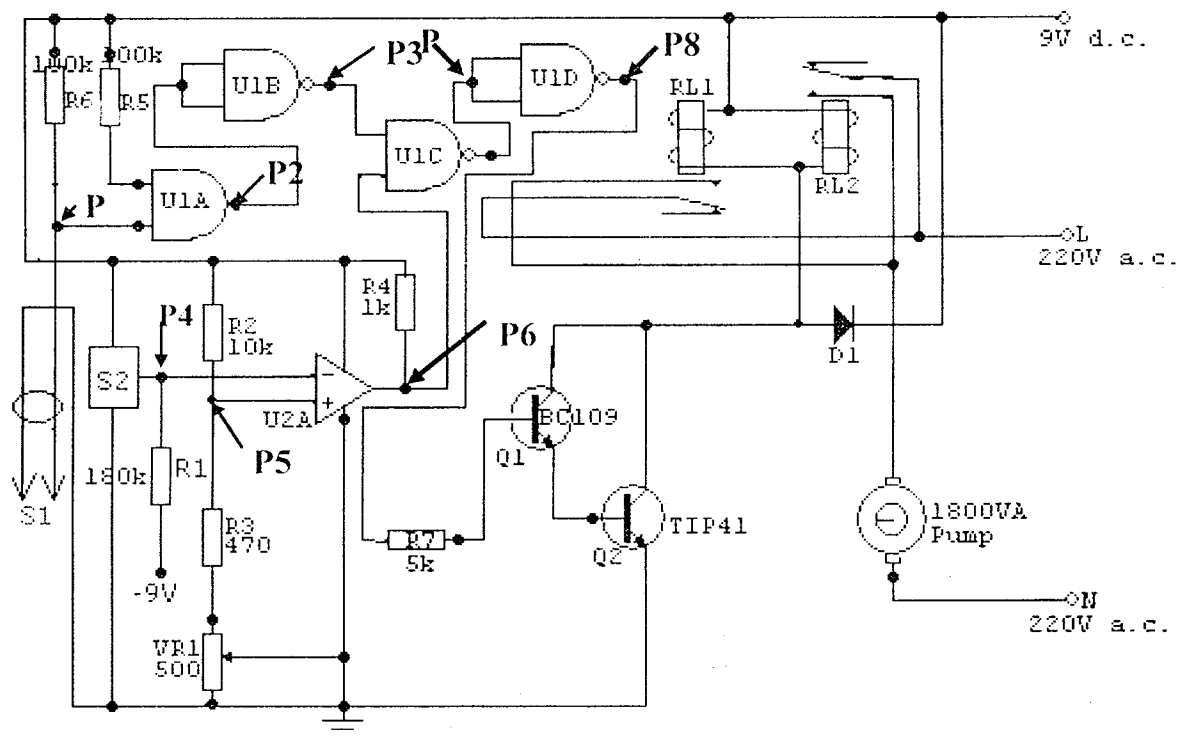 9V d.c.
P3
P
P8
U1B
U1D
R6
R5
RL1
U1C
RL2
P2
U1A
P
L
220V a.c.
R4
1k
P4
R2
10k
P6
D1
S2
U2A
BC109
P5
Q1
180k
R1
S1
R3
470
R7
5k
TIP41
Q2
1800VA
Pump
-9V
N
220V a.c.
VR1
500